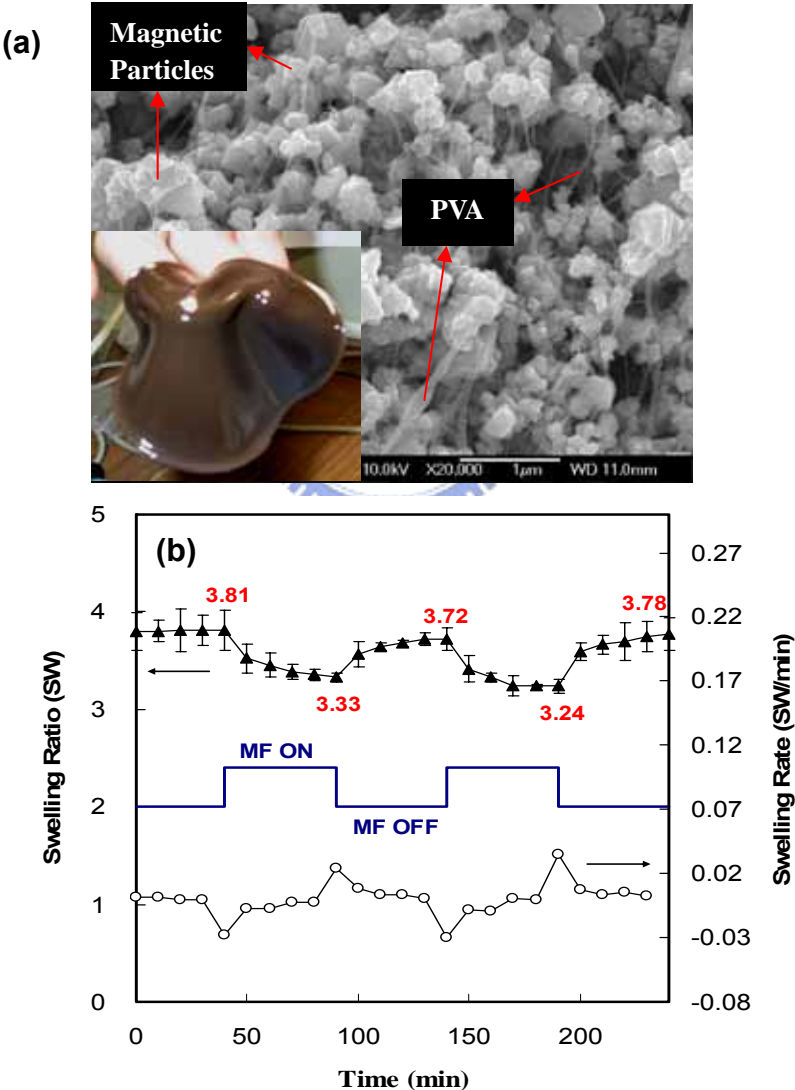 (a)
Magnetic
Particles
PVA
10.0kV X20,000 1µm WD 11.0mm
(b)
5
4
3
2
1
0
Swelling Ratio (SW)
3.81
3.33
3.72
3.24
3.78
MF ON
MF OFF
0.27
0.22
0.17
0.12
0.07
0.02
-0.03
-0.08
Swelling Rate (SW/min)
0 50 100 150 200
Time (min)